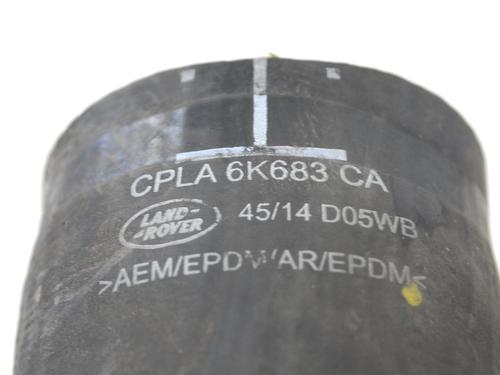 CPLA 6K683 CA
LAND-
ROVER
45/14 D05WB
>AEM/EPDM/AR/EPDM<